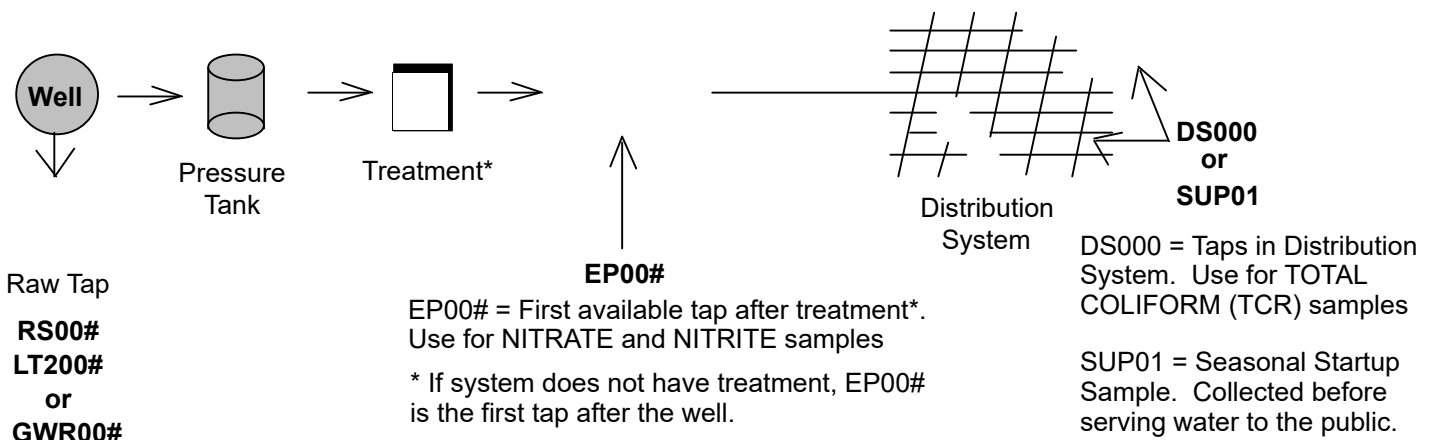 Well
Pressure
Tank
Treatment*
Distribution
System
DS000
or
SUP01
Raw Tap
RS00#
LT200#
or
GWR00#
EP00#
EP00# = First available tap after treatment*.
Use for NITRATE and NITRITE samples
* If system does not have treatment, EP00#
is the first tap after the well.
DS000 = Taps in Distribution
System. Use for TOTAL
COLIFORM (TCR) samples
SUP01 = Seasonal Startup
Sample. Collected before
serving water to the public.